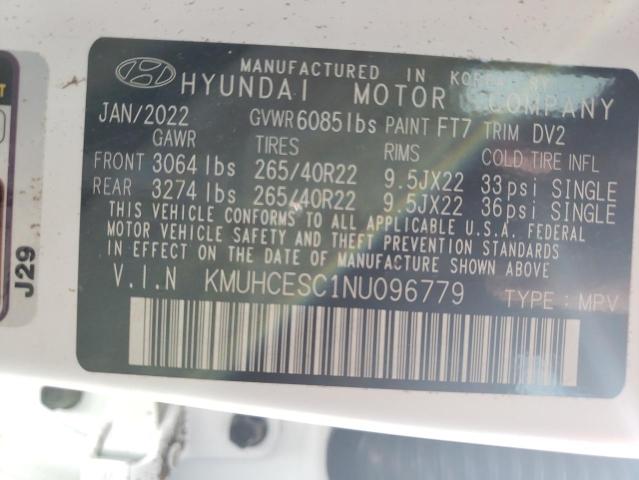 MANUFACTURED IN KOREA BY
HYUNDAI MOTOR COMPANY
JAN/2022 GVWR 6085lbs PAINT FT7 TRIM DV2
GAWR TIRES RIMS COLD TIRE INFL
FRONT 3064 lbs 265/40R22 9.5JX22 33psi SINGLE
REAR 3274 lbs 265/40R22 9.5JX22 36psi SINGLE
THIS VEHICLE CONFORMS TO ALL APPLICABLE U.S.A. FEDERAL
MOTOR VEHICLE SAFETY AND THEFT PREVENTION STANDARDS
IN EFFECT ON THE DATE OF MANUFACTURE SHOWN ABOVE
V.I.N KMUHCESC1NU096779 TYPE : MPV
J29